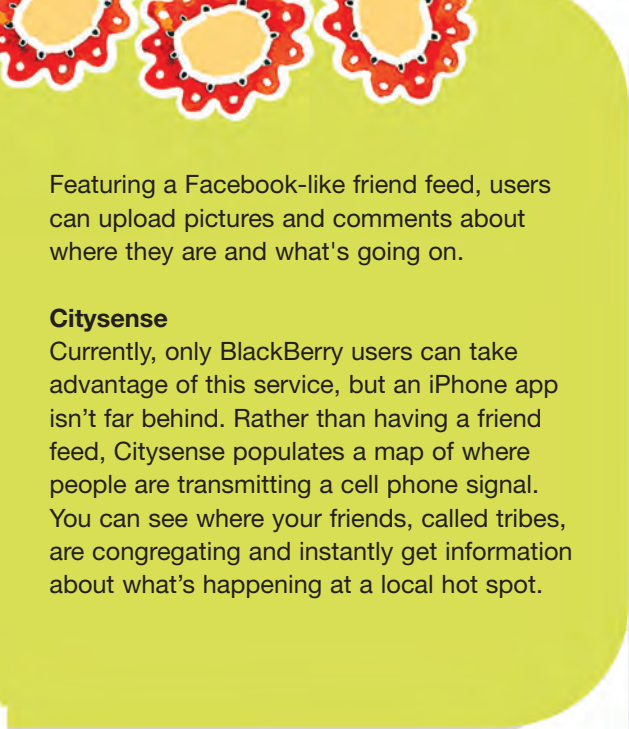 Featuring a Facebook-like friend feed, users
can upload pictures and comments about
where they are and what's going on.
Citysense
Currently, only BlackBerry users can take
advantage of this service, but an iPhone app
isn’t far behind. Rather than having a friend
feed, Citysense populates a map of where
people are transmitting a cell phone signal.
You can see where your friends, called tribes,
are congregating and instantly get information
about what’s happening at a local hot spot.